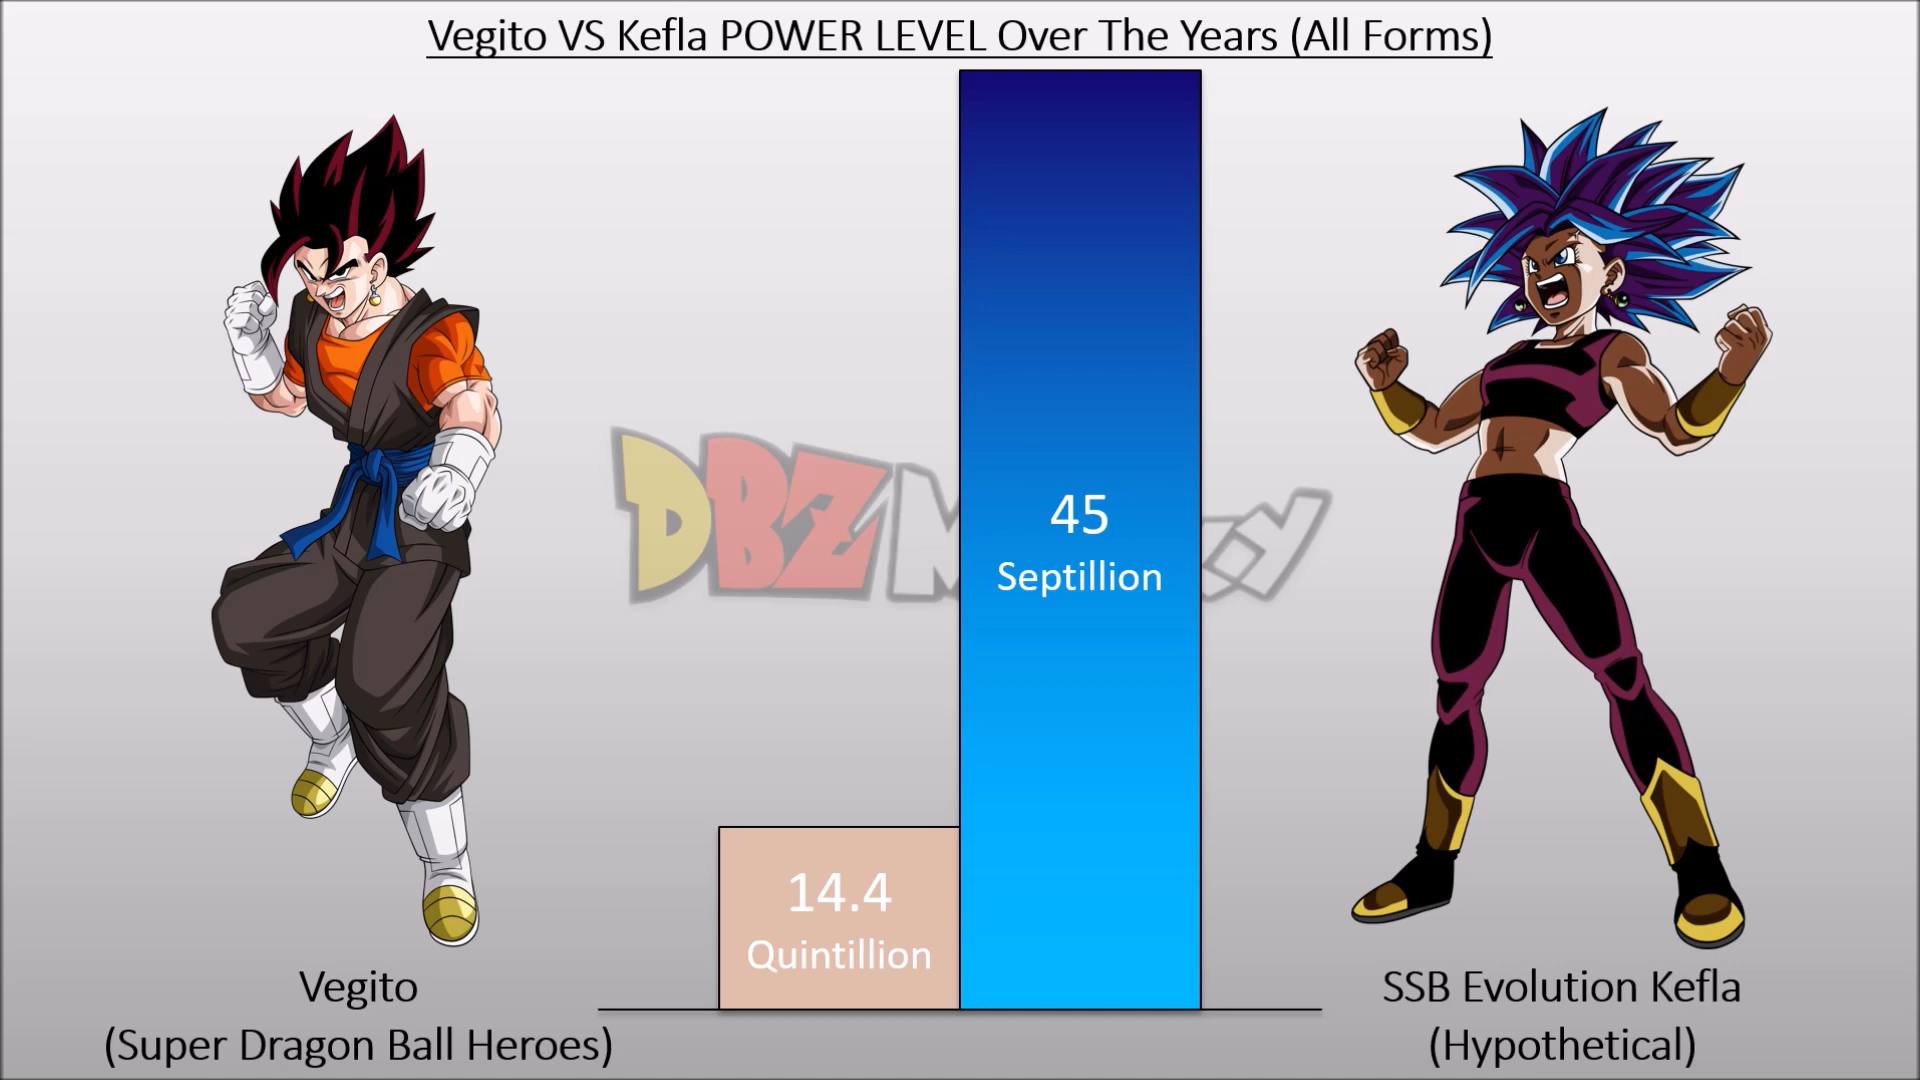 Vegito VS Kefla POWER LEVEL Over The Years (All Forms)
DBZ
45
Septillion
14.4
Quintillion
Vegito
(Super Dragon Ball Heroes)
SSB Evolution Kefla
(Hypothetical)